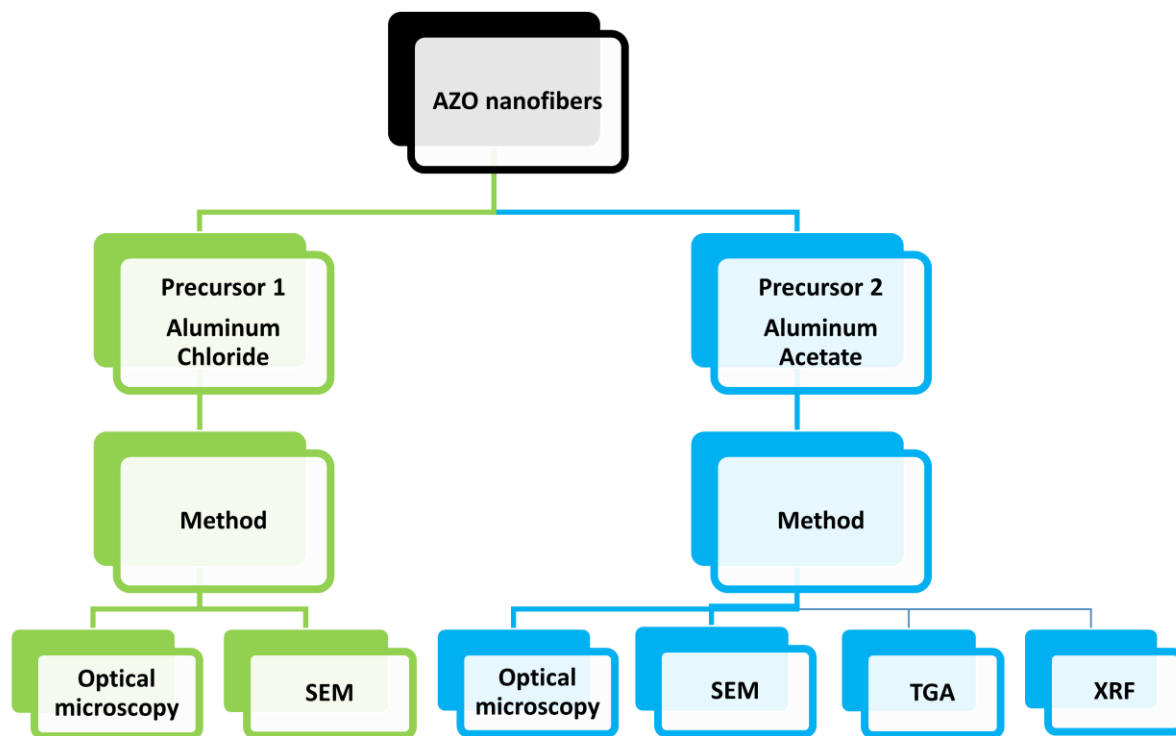 AZO nanofibers
Precursor 1
Aluminum
Chloride
Precursor 2
Aluminum
Acetate
Method
Method
Optical
microscopy
SEM
Optical
microscopy
SEM
TGA
XRF